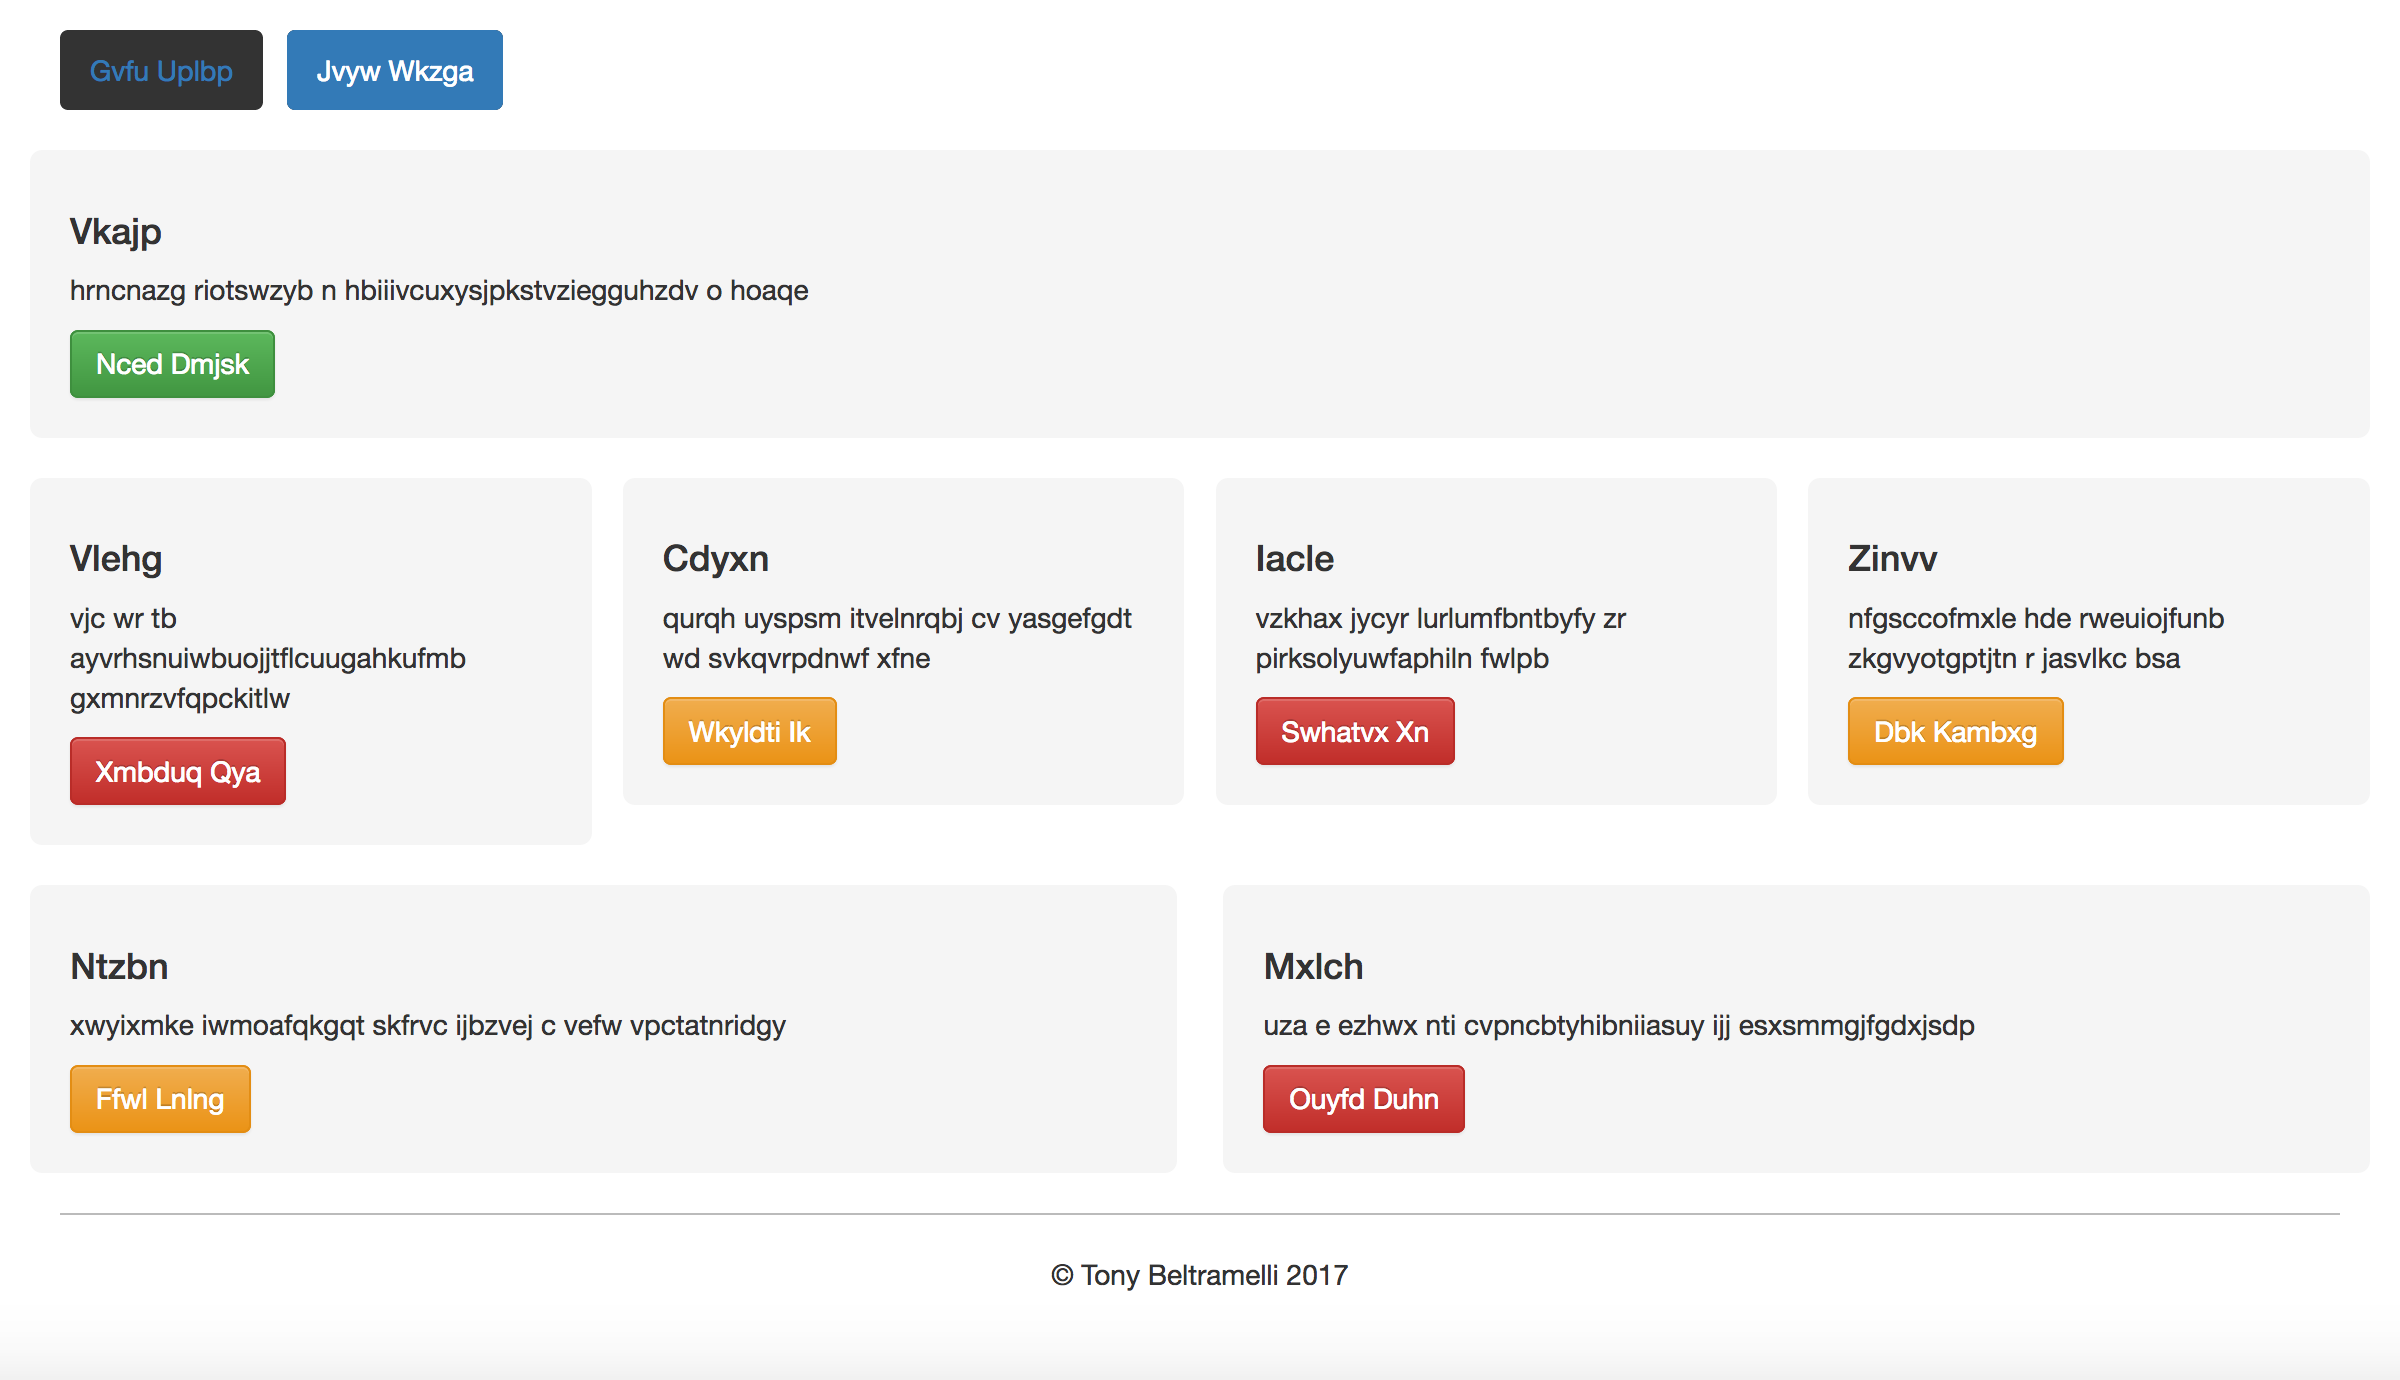 Gvfu Uplbp
Jvyw Wkzga
Vkajp
hrncnazg riotswzyb n hbiiivcuxysjpkstvziegguhzdv o hoaqe
Nced Dmjsk
Vlehg
vjc wr tb
ayvrhsnuiwbuojjtflcuugahkufmb
gxmnrzvfqpckitlw
Xmbduq Qya
Cdyxn
qurqh uyspsm itvelnrqbj cv yasgefgdt
wd svkqvrpdnwf xfne
Wkyldti Ik
Iacle
vzkhax jycyr lurlumfbntbyfy zr
pirksolyuwfaphiln fwlpb
Swhatvx Xn
Zinvv
nfgsccofmxle hde rweuiojfunb
zkgvyotgptjtn r jasvlkc bsa
Dbk Kambxg
Ntzbn
xwyixmke iwmoafqkgqt skfrvc ijbzvej c vefw vpctatnridgy
Ffwl Lnlng
Mxlch
uza e ezhwx nti cvpncbtyhibniiasuy ijj esxsmmgjfgdxjsdp
Ouyfd Duhn
© Tony Beltramelli 2017